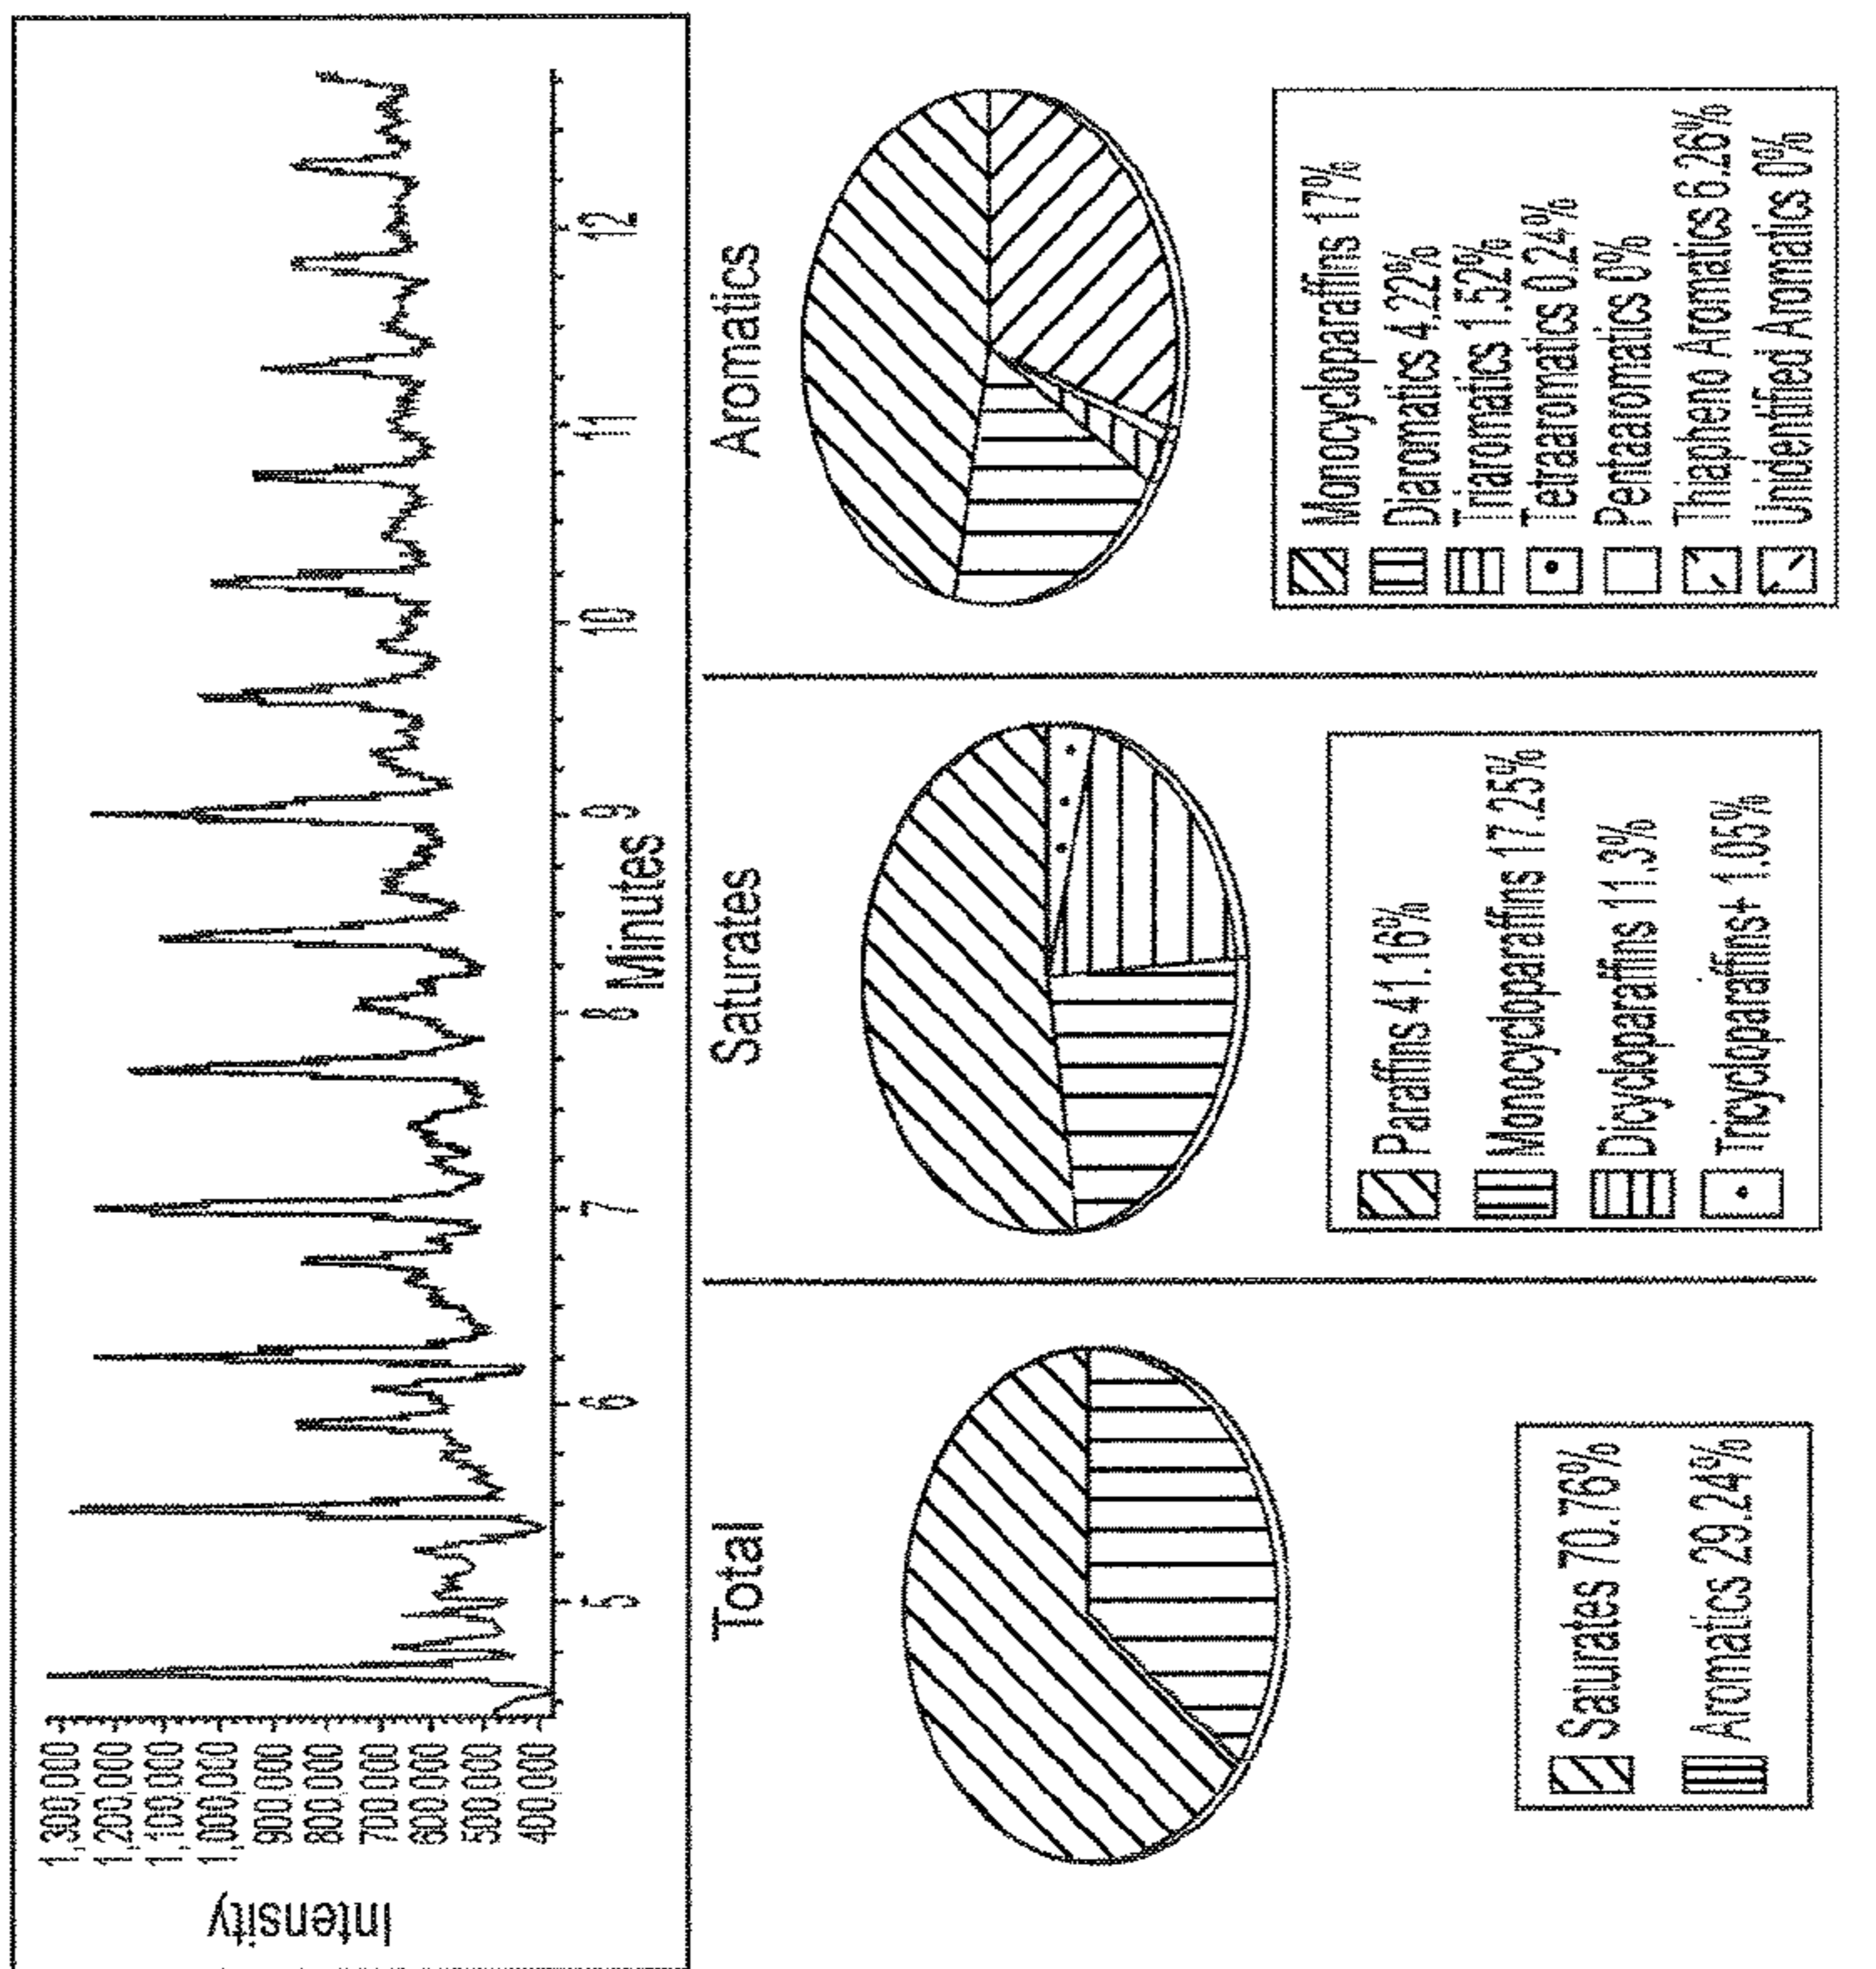 Intensity
1,300,000
1,200,000
1,100,000
1,000,000
900.000
800.000
700.000
600.000
500.000
400,000
5
6
7
8
9
10
11
12
Minutes
Total
Saturates 70.76%
Aromatics 29.24%
Saturates
Paraffins 41.16%
Monocycloparaffins 17.25%
Dicycloparaffins 11.3%
Tricycloparaffins+ 1.05%
Aromatics
Monocycloparaffins 17%
Diaromatics 4,22%
Triaromatics 1.52%
Tetraaromatics 0.24%
Pentaaromatics 0%
Thiapheno Aromatics 6.26%
Unidentified Aromatics 0%